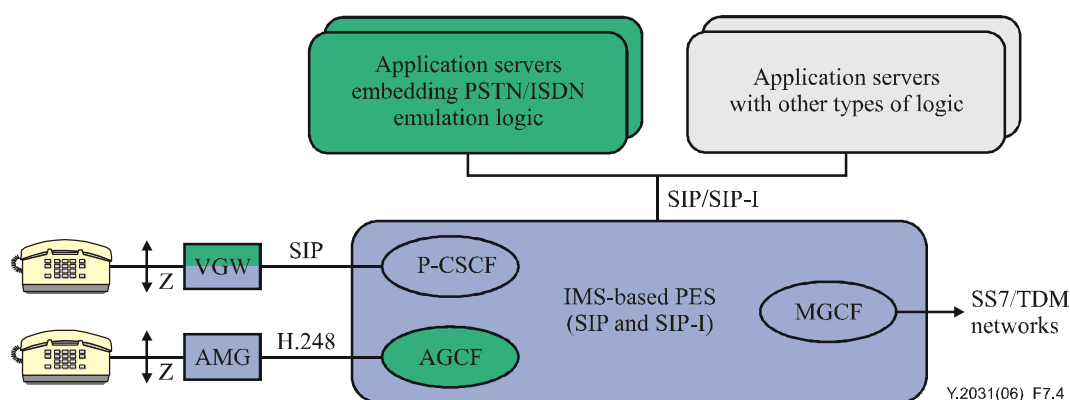 Application servers
embedding PSTN/ISDN
emulation logic
Application servers
with other types of logic
SIP/SIP-I
Z
VGW
SIP
P-CSCF
IMS-based PES
(SIP and SIP-I)
MGCF
SS7/TDM
networks
Z
AMG
H.248
AGCF
Y.2031(06)_F7.4